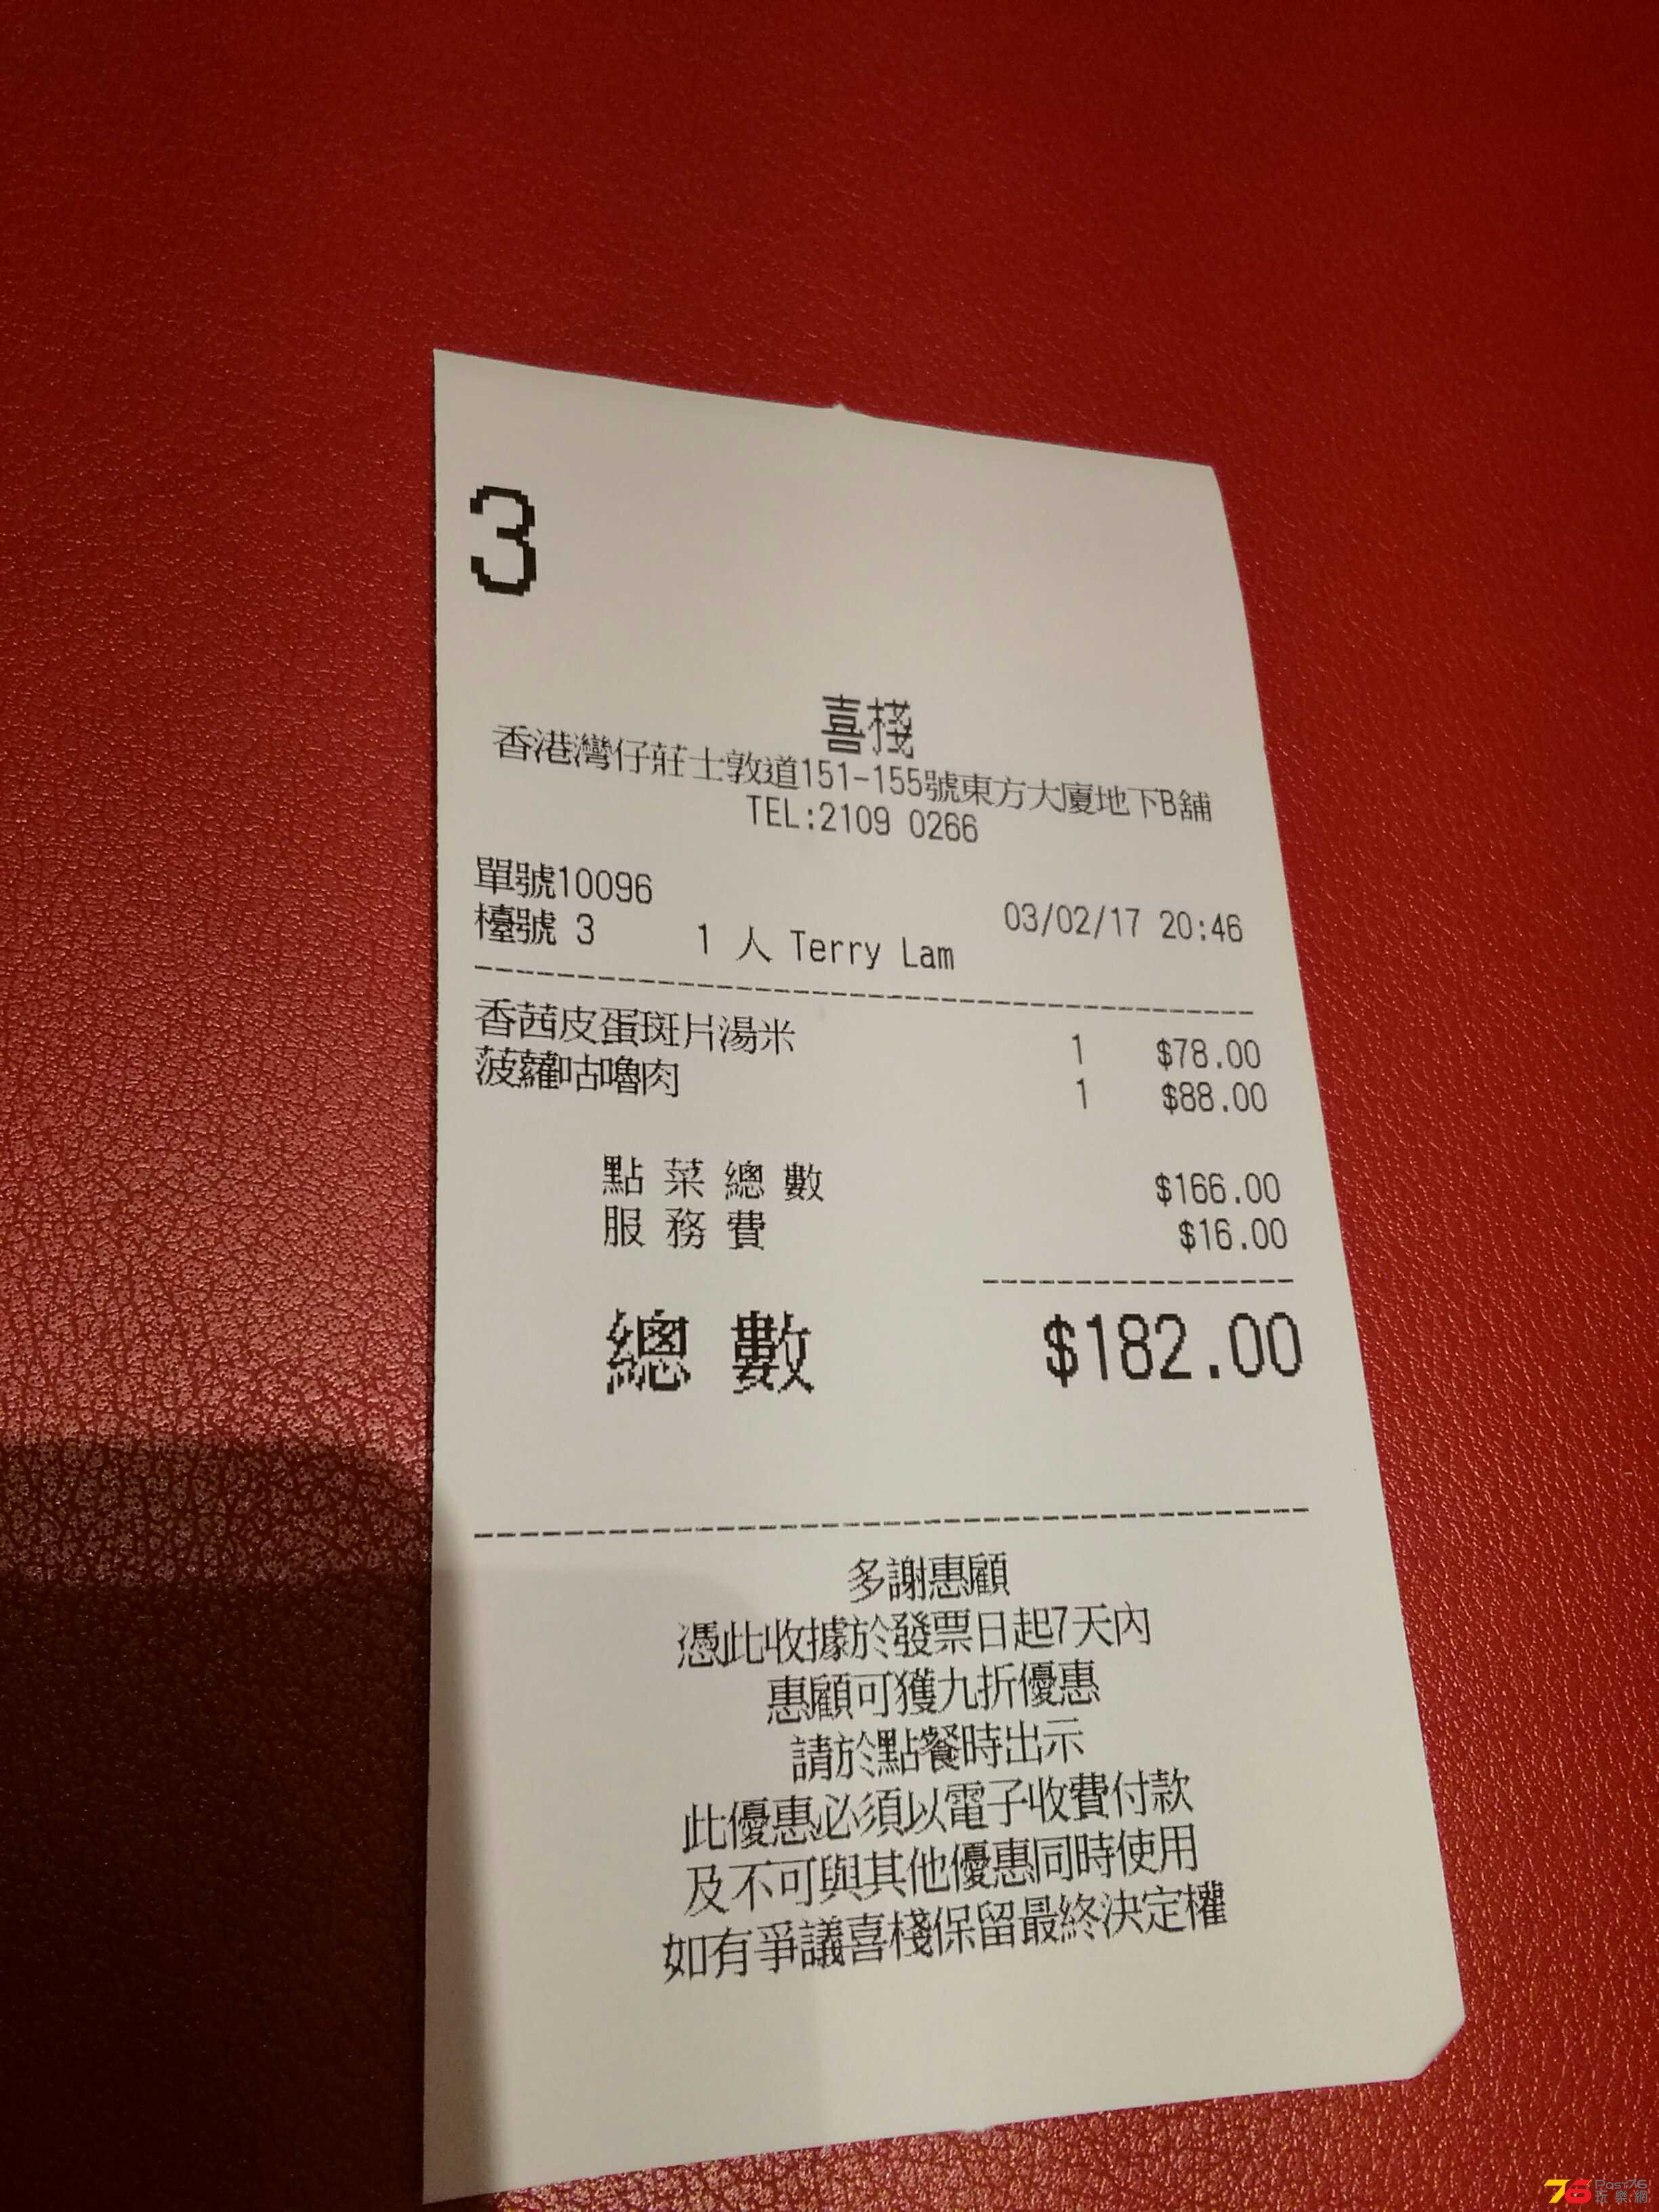 3
喜棧
香港灣仔莊士敦道151-155號東方大廈地下B舖
TEL:2109 0266
單號10096
檯號 3 1 人 Terry Lam 03/02/17 20:46
香茜皮蛋斑片湯米 1 $78.00
菠蘿咕嚕肉 1 $88.00
點菜總數 $166.00
服務費 $16.00
總數 $182.00
多謝惠顧
憑此收據於發票日起7天內
惠顧可獲九折優惠
請於點餐時出示
此優惠必須以電子收費付款
及不可與其他優惠同時使用
如有爭議喜棧保留最終決定權
76 Post76
玩樂網